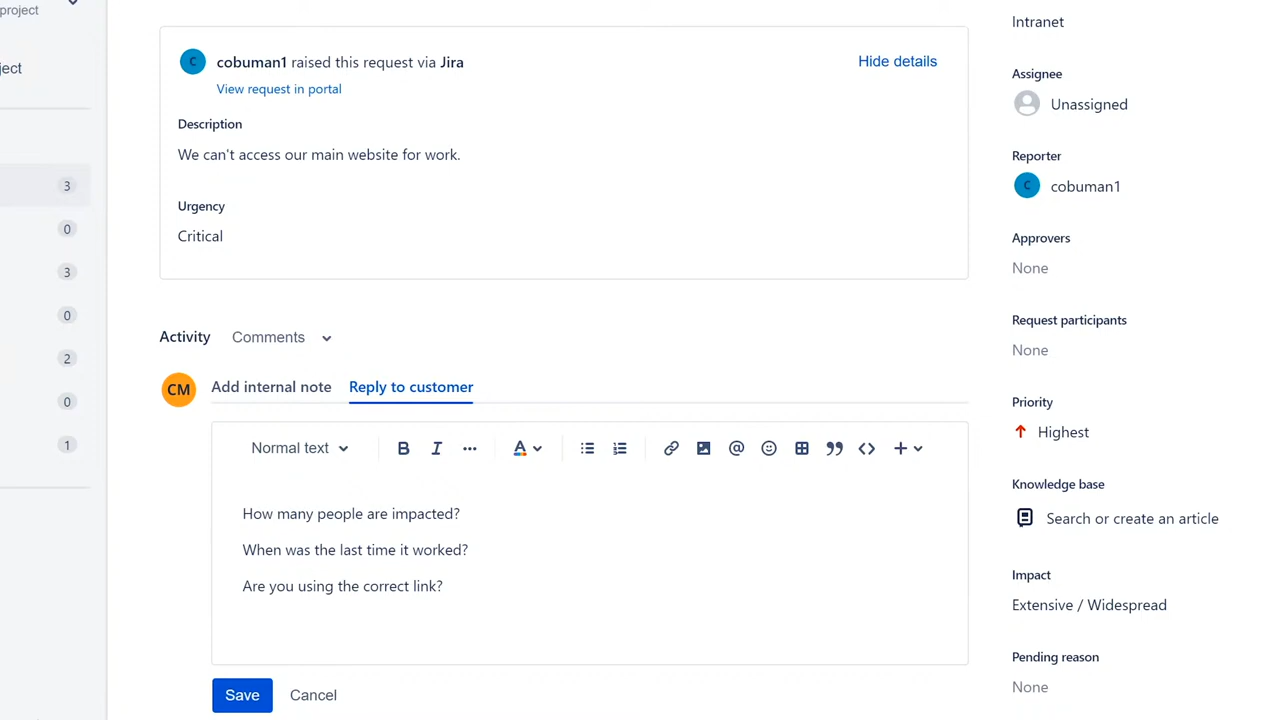 project
ject
3
0
3
0
2
0
1
C
cobuman1 raised this request via Jira
Hide details
View request in portal
Description
We can't access our main website for work.
Urgency
Critical
Activity
Comments
CM
Add internal note
Reply to customer
Normal text
B
I
A
@
How many people are impacted?
When was the last time it worked?
Are you using the correct link?
Save
Cancel
Intranet
Assignee
Unassigned
Reporter
C
cobuman1
Approvers
None
Request participants
None
Priority
Highest
Knowledge base
Search or create an article
Impact
Extensive / Widespread
Pending reason
None